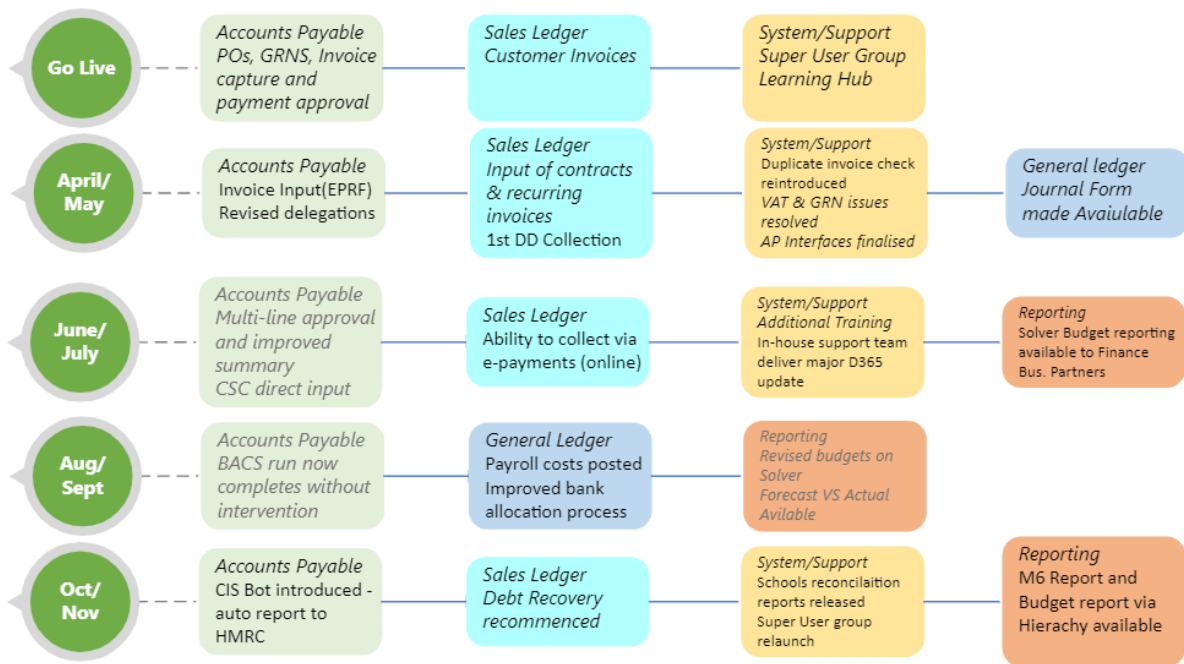 Go Live
Accounts Payable
POs, GRNS, Invoice
capture and
payment approval
Sales Ledger
Customer Invoices
System/Support
Super User Group
Learning Hub
April/
May
Accounts Payable
Invoice Input(EPRF)
Revised delegations
Sales Ledger
Input of contracts
& recurring
invoices
1st DD Collection
System/Support
Duplicate invoice check
reintroduced
VAT & GRN issues
resolved
AP Interfaces finalised
General ledger
Journal Form
made Avaiulable
June/
July
Accounts Payable
Multi-line approval
and improved
summary
CSC direct input
Sales Ledger
Ability to collect via
e-payments (online)
System/Support
Additional Training
In-house support team
deliver major D365
update
Reporting
Solver Budget reporting
available to Finance
Bus. Partners
Aug/
Sept
Accounts Payable
BACS run now
completes without
intervention
General Ledger
Payroll costs posted
Improved bank
allocation process
Reporting
Revised budgets on
Solver
Forecast VS Actual
Avilable
Oct/
Nov
Accounts Payable
CIS Bot introduced -
auto report to
HMRC
Sales Ledger
Debt Recovery
recommenced
System/Support
Schools reconcilaition
reports released
Super User group
relaunch
Reporting
M6 Report and
Budget report via
Hierachy available